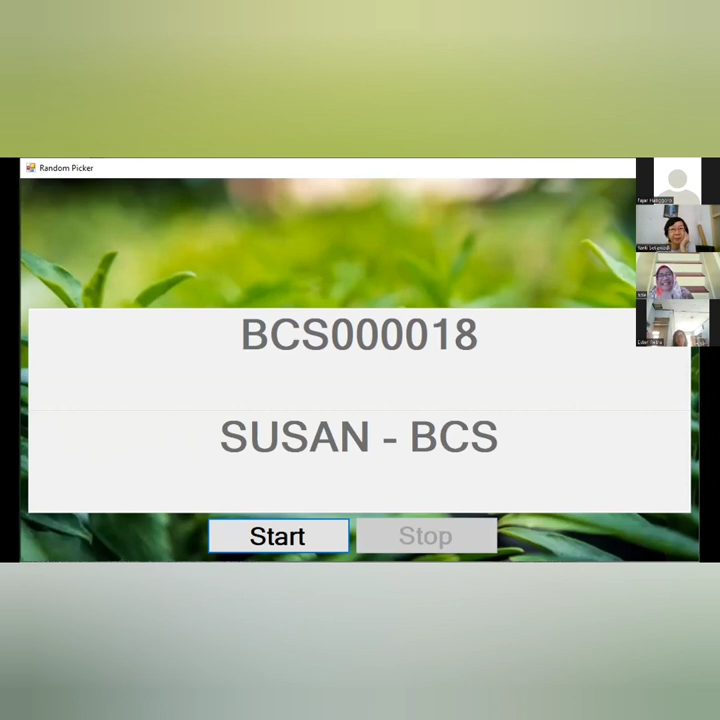 Random Picker
BCS000018
SUSAN - BCS
Start
Stop